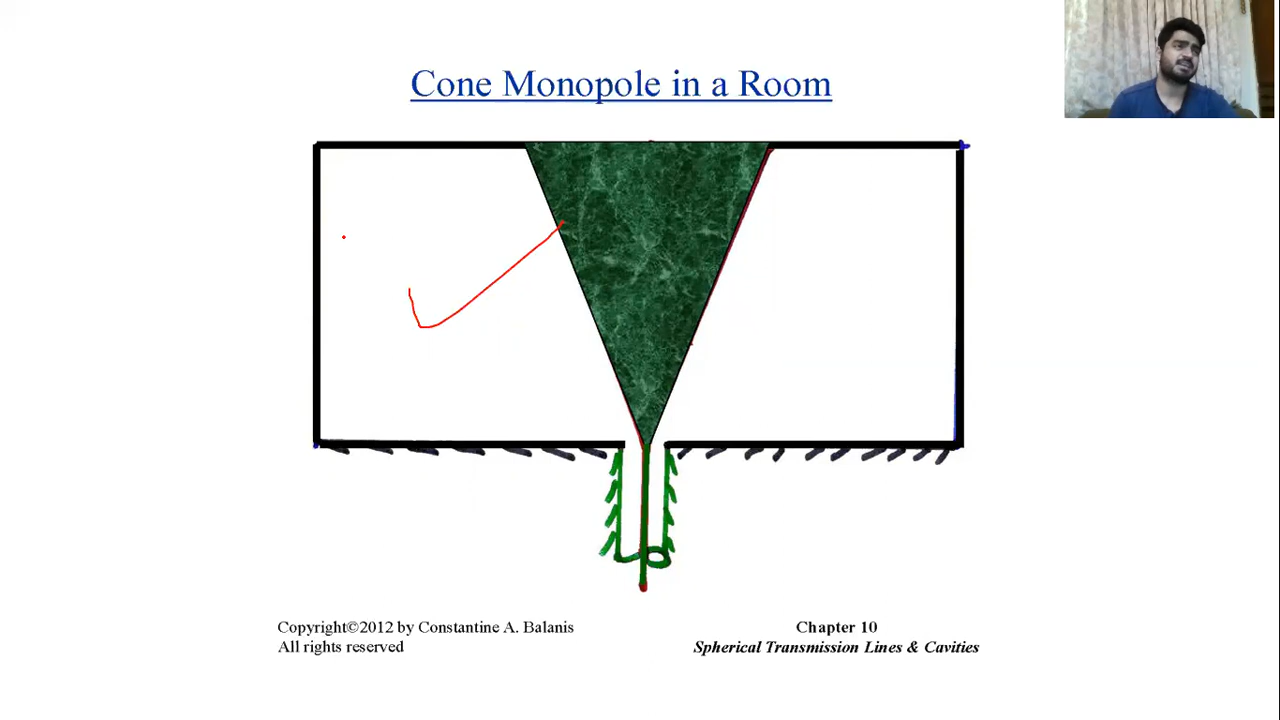 Cone Monopole in a Room
Copyright©2012 by Constantine A. Balanis
All rights reserved
Chapter 10
Spherical Transmission Lines & Cavities